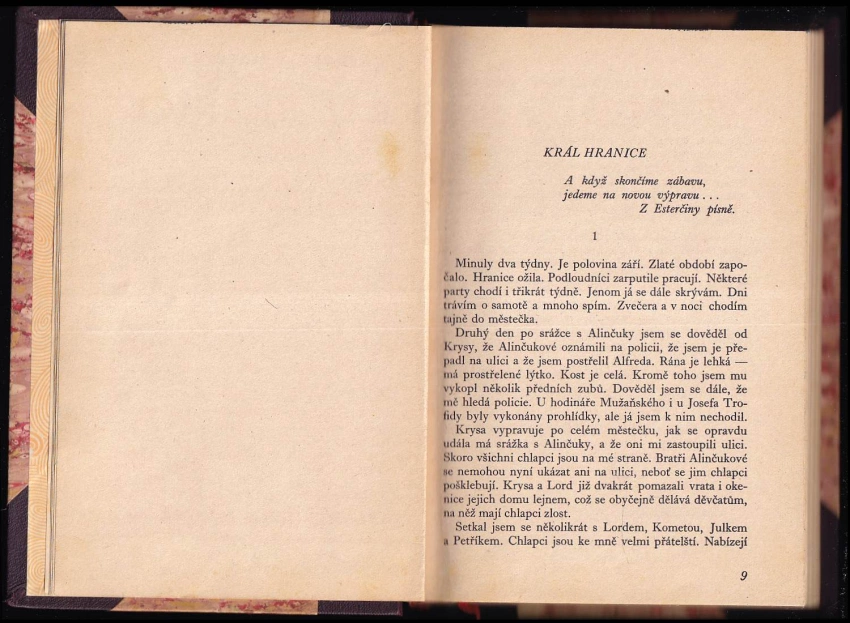 KRÁL HRANICE
A když skončíme zábavu,
jedeme na novou výpravu . . .
Z Esterčiny písně.
1
Minuly dva týdny. Je polovina září. Zlaté období zapo-
čalo. Hranice ožila. Podloudníci zarputile pracují. Některé
party chodí i třikrát týdně. Jenom já se dále skrývám. Dni
trávím o samotě a mnoho spím. Zvečera a v noci chodím
tajně do městečka.
Druhý den po srážce s Alinčuky jsem se dověděl od
Krysy, že Alinčukové oznámili na policii, že jsem je pře-
padl na ulici a že jsem postřelil Alfreda. Rána je lehká —
má prostřelené lýtko. Kost je celá. Kromě toho jsem mu
vykopl několik předních zubů. Dověděl jsem se dále, že
mě hledá policie. U hodináře Mužaňského i u Josefa Tro-
fidy byly vykonány prohlídky, ale já jsem k nim nechodil.
Krysa vypravuje po celém městečku, jak se opravdu
udála má srážka s Alinčuky, a že oni mi zastoupili ulici.
Skoro všichni chlapci jsou na mé straně. Bratři Alinčukové
se nemohou nyní ukázat ani na ulici, neboť se jim chlapci
pošklebují. Krysa a Lord již dvakrát pomazali vrata i oke-
nice jejich domu lejnem, což se obyčejně dělává děvčatům,
na něž mají chlapci zlost.
Setkal jsem se několikrát s Lordem, Kometou, Julkem
a Petříkem. Chlapci jsou ke mně velmi přátelští. Nabízejí
9